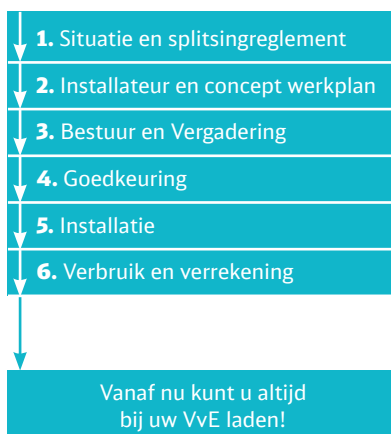 1. Situatie en splitsingreglement
2. Installateur en concept werkplan
3. Bestuur en Vergadering
4. Goedkeuring
5. Installatie
6. Verbruik en verrekening
Vanaf nu kunt u altijd
bij uw VvE laden!